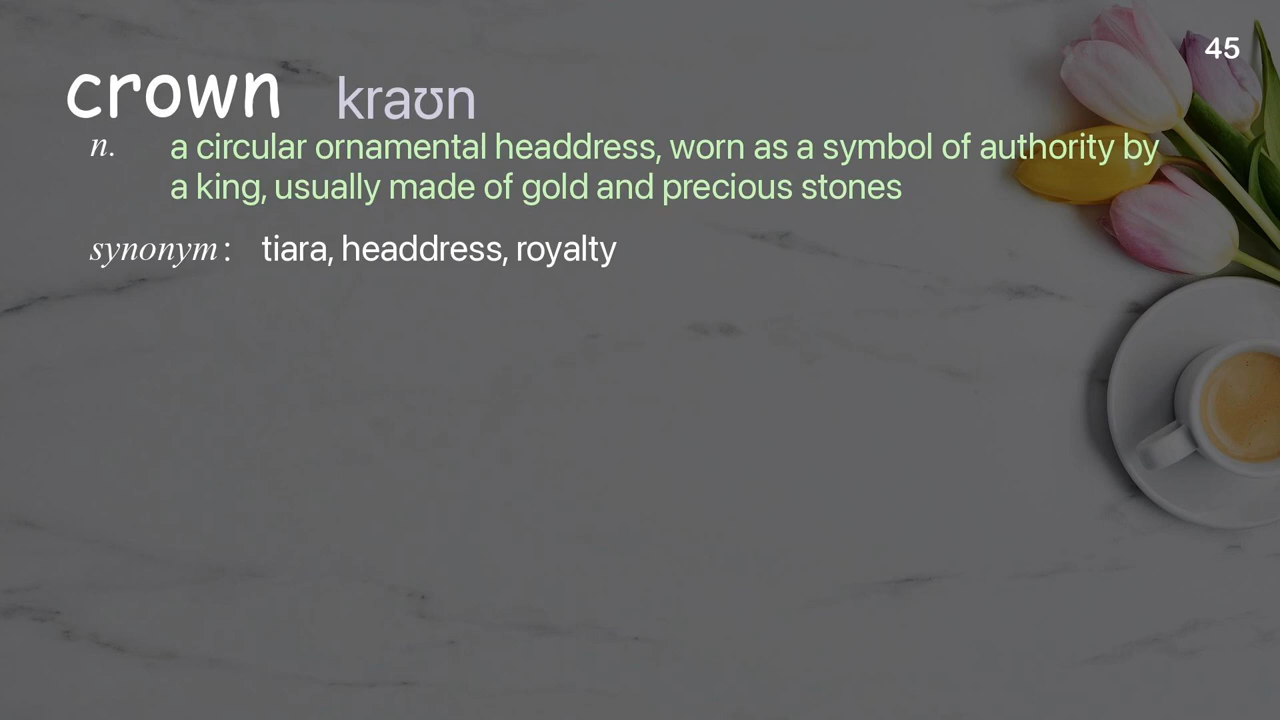 45
crown kraʊn
n. a circular ornamental headdress, worn as a symbol of authority by
a king, usually made of gold and precious stones
synonym: tiara, headdress, royalty